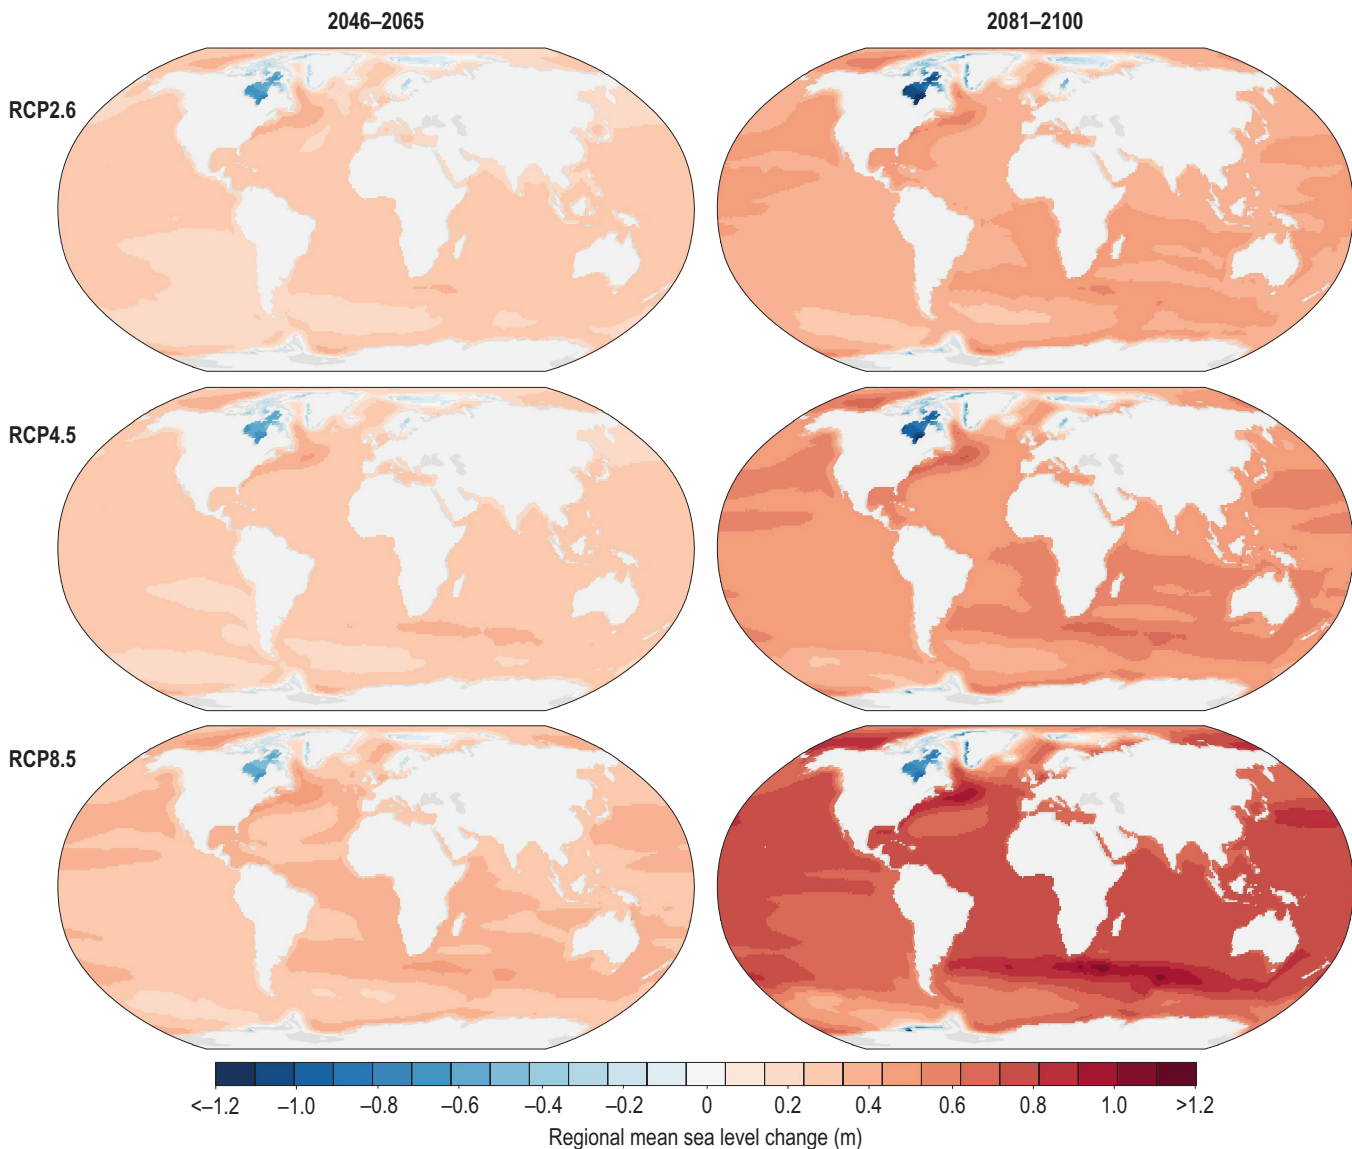 2046–2065
2081–2100
RCP2.6
RCP4.5
RCP8.5
<–1.2 –1.0 –0.8 –0.6 –0.4 –0.2 0 0.2 0.4 0.6 0.8 1.0 >1.2
Regional mean sea level change (m)